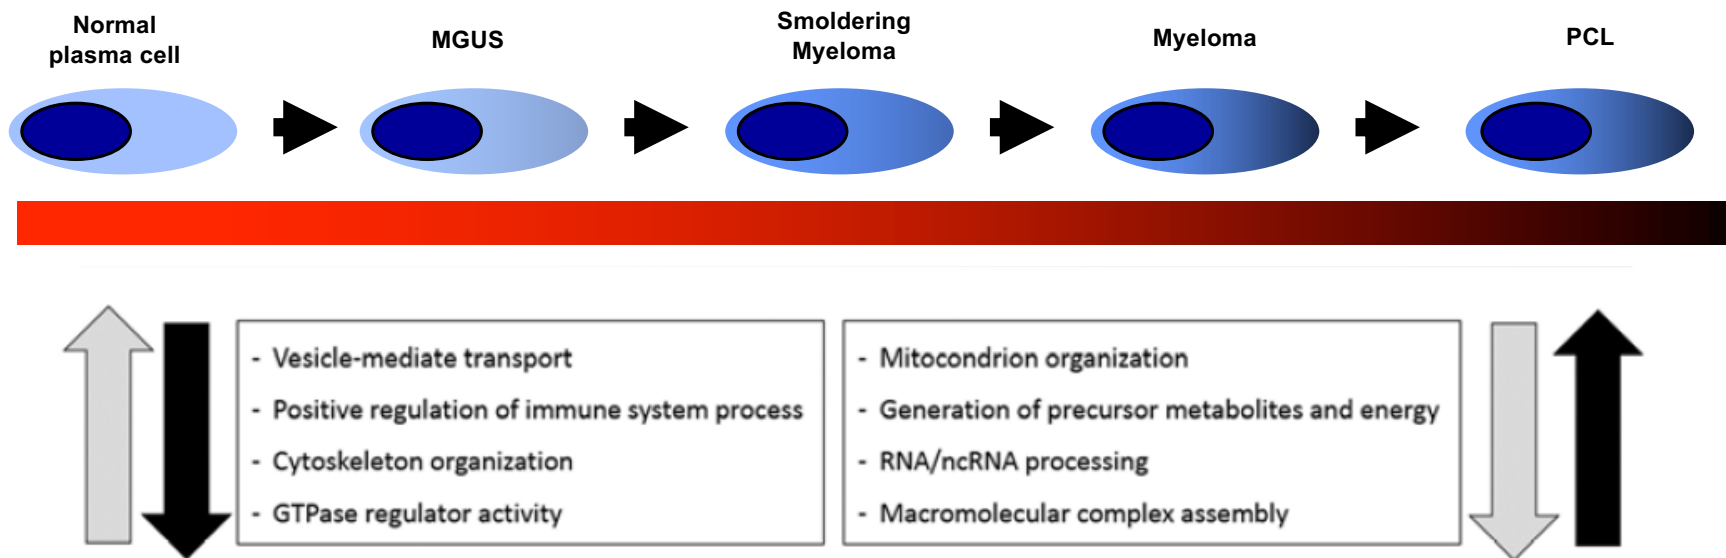 Normal
plasma cell
MGUS
Smoldering
Myeloma
Myeloma
PCL
- Vesicle-mediate transport
- Positive regulation of immune system process
- Cytoskeleton organization
- GTPase regulator activity
- Mitocondrion organization
- Generation of precursor metabolites and energy
- RNA/ncRNA processing
- Macromolecular complex assembly